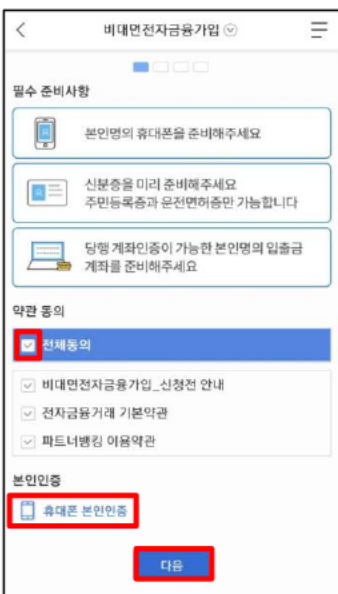 비대면전자금융가입
필수 준비사항
본인명의 휴대폰을 준비해주세요
신분증을 미리 준비해주세요
주민등록증과 운전면허증만 가능합니다
당행 계좌인증이 가능한 본인명의 입출금
계좌를 준비해주세요
약관 동의
전체동의
비대면전자금융가입_신청전 안내
전자금융거래 기본약관
파트너뱅킹 이용약관
본인인증
휴대폰 본인인증
다음